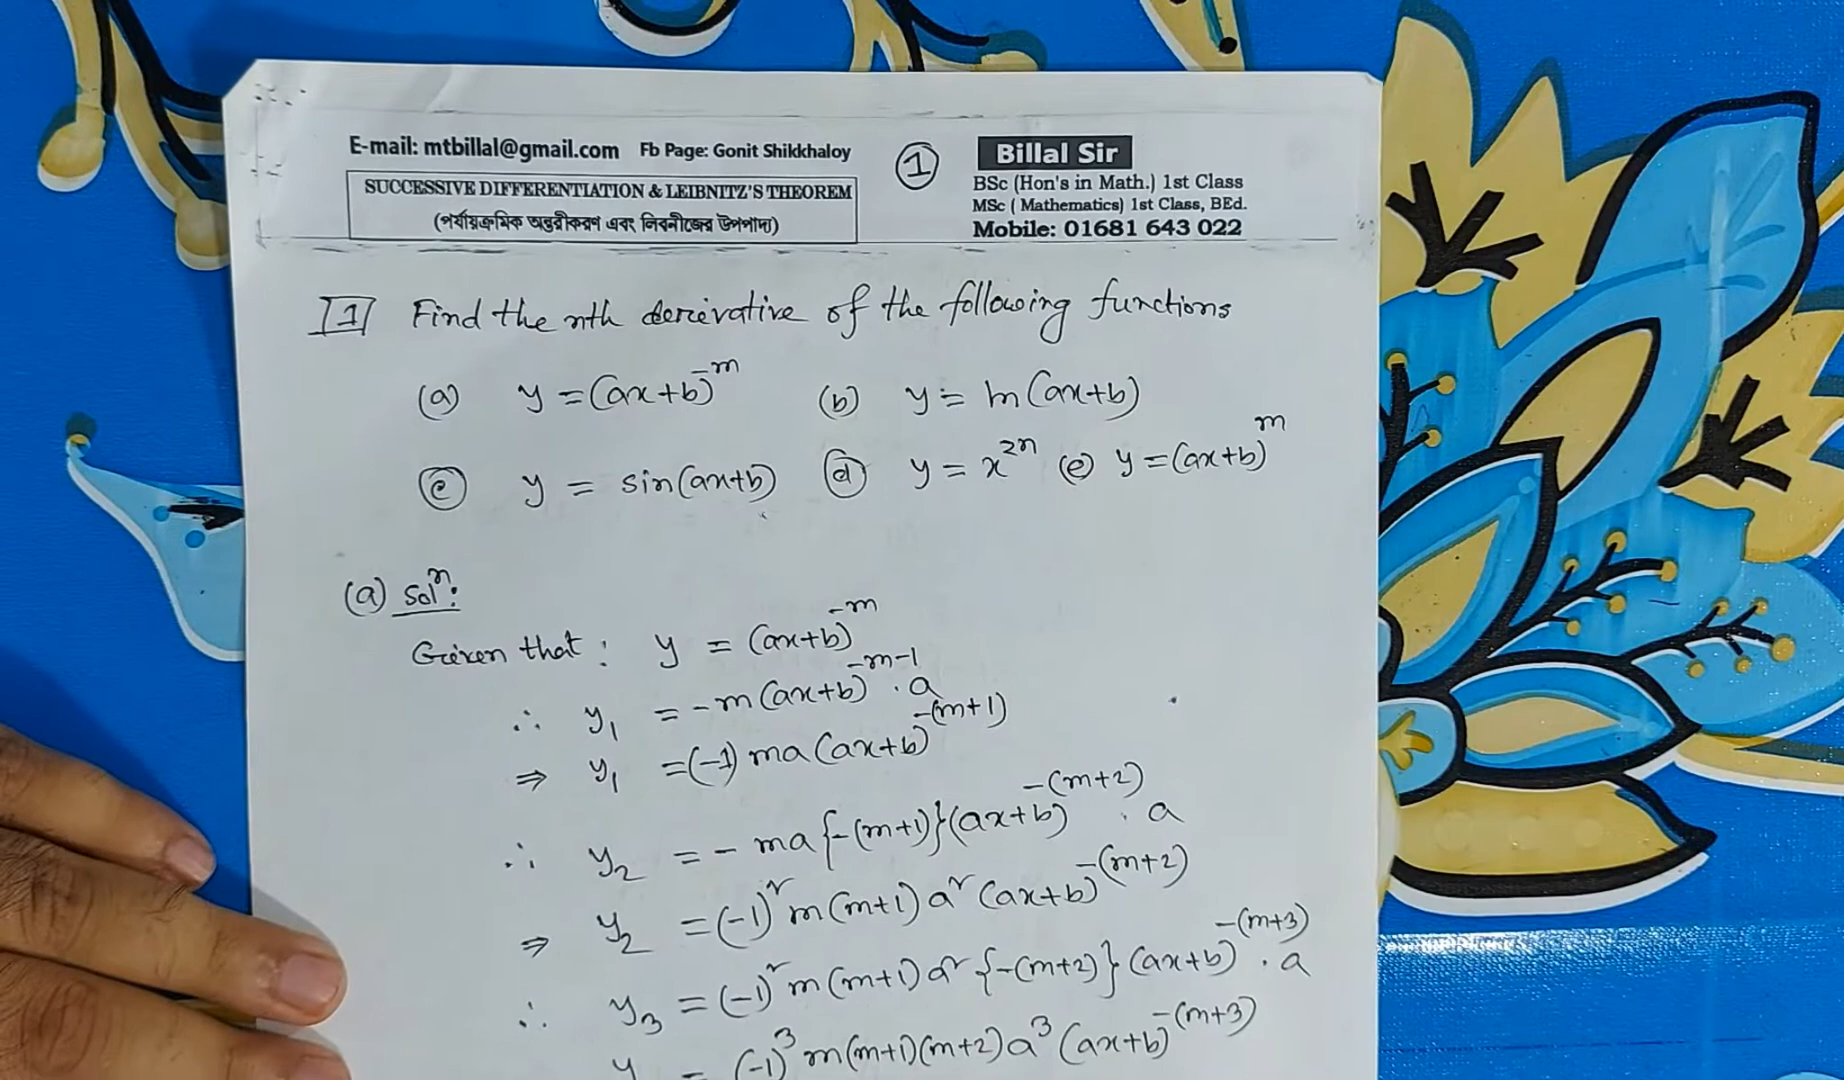 E-mail: mtbillal@gmail.com Fb Page: Gonit Shikkhaloy
SUCCESSIVE DIFFERENTIATION & LEIBNITZ'S THEOREM
(পর্যায়ক্রমিক অন্তরীকরণ এবং লিবনীজের উপপাদ্য)
1
Billal Sir
BSc (Hon's in Math.) 1st Class
MSc ( Mathematics) 1st Class, BEd.
Mobile: 01681 643 022
1 Find the nth derivative of the following functions
(a) y = (ax+b)^{-m} (b) y = ln(ax+b)
(c) y = sin(ax+b) (d) y = x^{2n} (e) y = (ax+b)^{m}
(a) Solⁿ:
Given that: y = (ax+b)^{-m}
∴ y₁ = -m(ax+b)^{-m-1} . a
⇒ y₁ = (-1) ma (ax+b)^{-(m+1)}
∴ y₂ = - ma {-(m+1)} (ax+b)^{-(m+2)} . a
⇒ y₂ = (-1)² m(m+1) a² (ax+b)^{-(m+2)}
∴ y₃ = (-1)² m(m+1) a² {-(m+2)} (ax+b)^{-(m+3)} . a
y = (-1)³ m(m+1)(m+2) a³ (ax+b)^{-(m+3)}